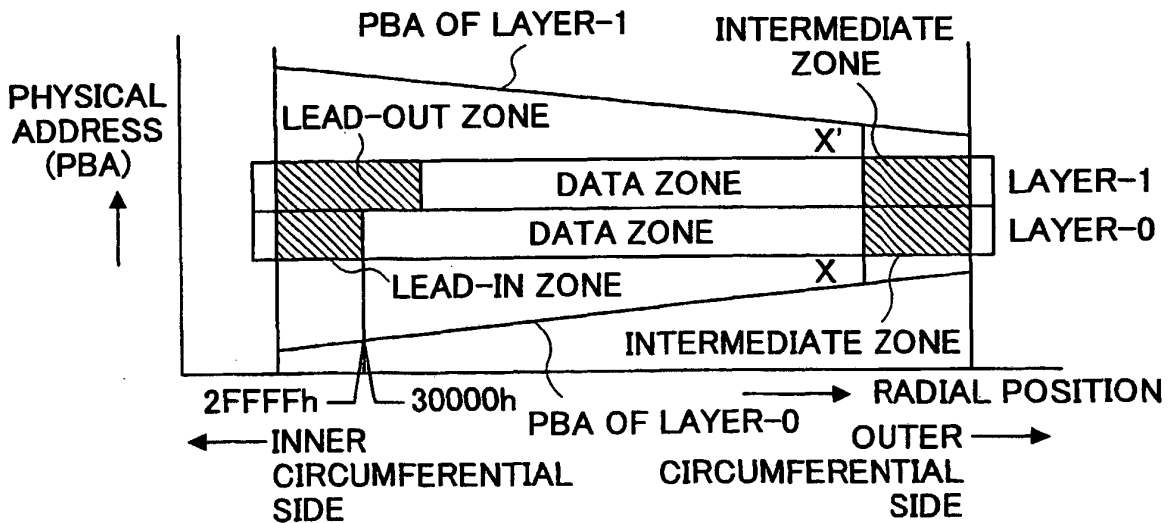 PBA OF LAYER-1
INTERMEDIATE
ZONE
PHYSICAL
ADDRESS
(PBA)
LEAD-OUT ZONE
X'
DATA ZONE
LAYER-1
DATA ZONE
LAYER-0
LEAD-IN ZONE
X
INTERMEDIATE ZONE
2FFFFh
30000h
PBA OF LAYER-0
RADIAL POSITION
INNER
CIRCUMFERENTIAL
SIDE
OUTER
CIRCUMFERENTIAL
SIDE